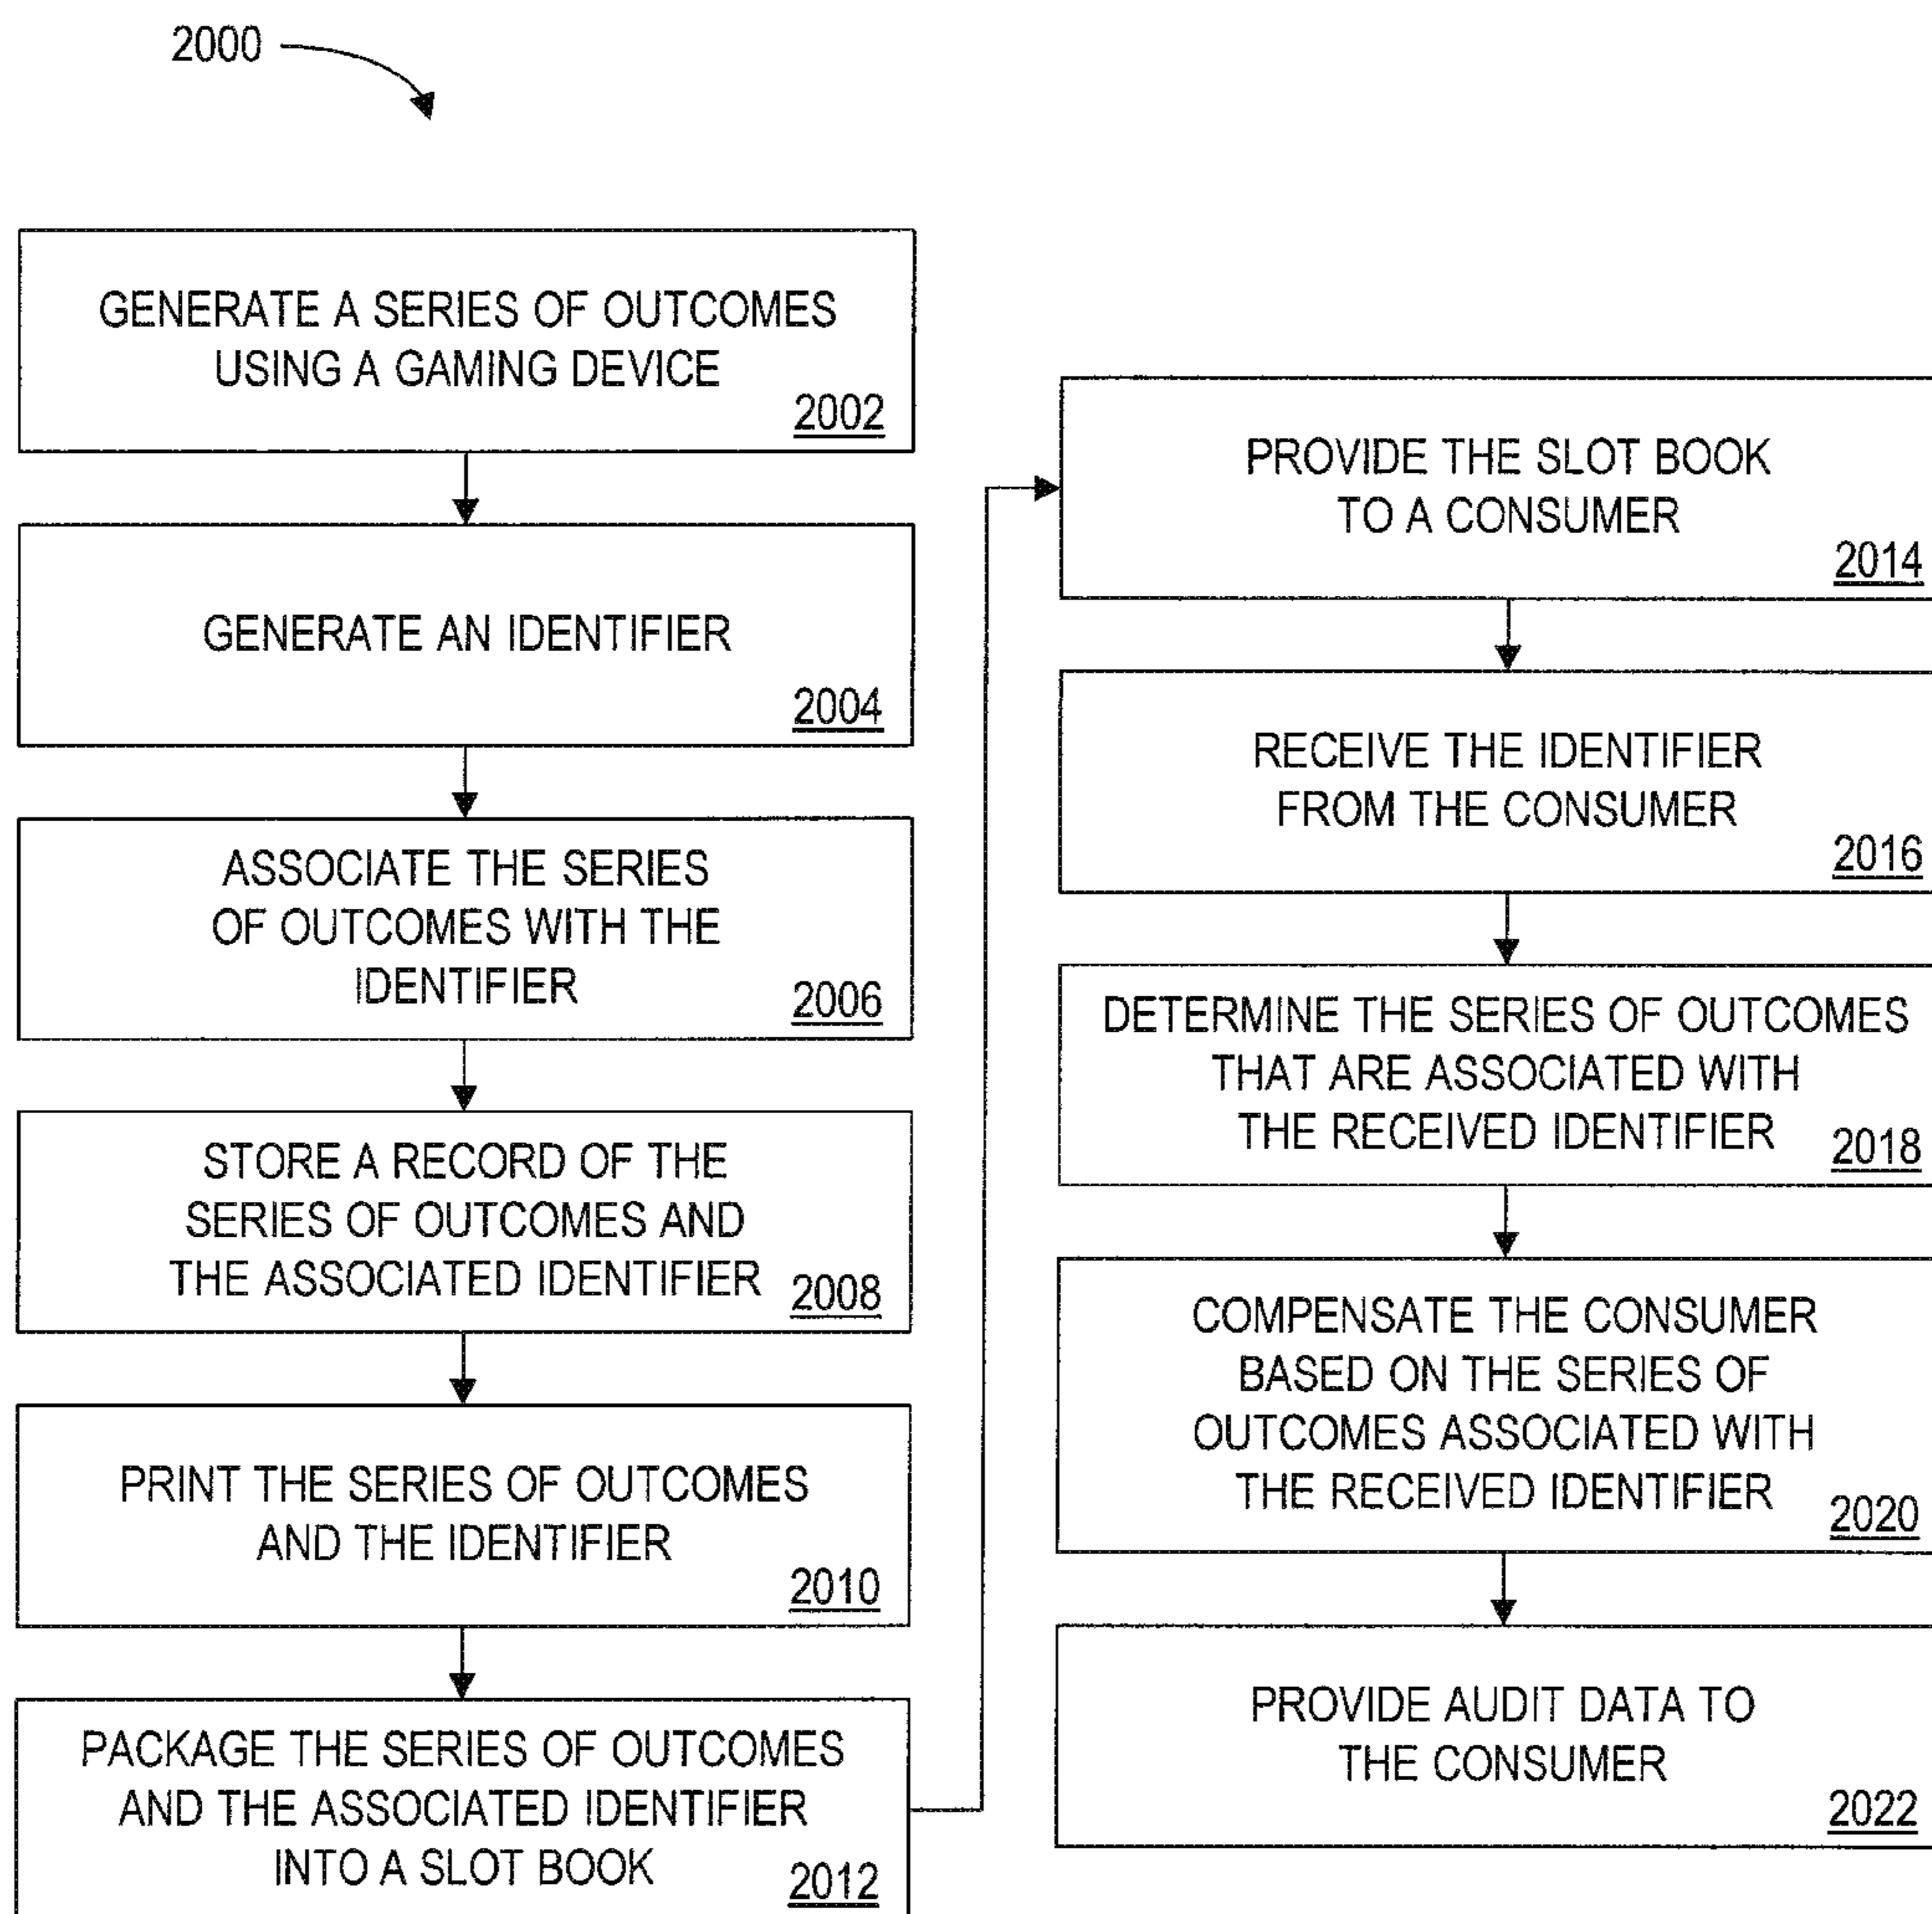 2000
GENERATE A SERIES OF OUTCOMES
USING A GAMING DEVICE
2002
GENERATE AN IDENTIFIER
2004
ASSOCIATE THE SERIES
OF OUTCOMES WITH THE
IDENTIFIER
2006
STORE A RECORD OF THE
SERIES OF OUTCOMES AND
THE ASSOCIATED IDENTIFIER
2008
PRINT THE SERIES OF OUTCOMES
AND THE IDENTIFIER
2010
PACKAGE THE SERIES OF OUTCOMES
AND THE ASSOCIATED IDENTIFIER
INTO A SLOT BOOK
2012
PROVIDE THE SLOT BOOK
TO A CONSUMER
2014
RECEIVE THE IDENTIFIER
FROM THE CONSUMER
2016
DETERMINE THE SERIES OF OUTCOMES
THAT ARE ASSOCIATED WITH
THE RECEIVED IDENTIFIER
2018
COMPENSATE THE CONSUMER
BASED ON THE SERIES OF
OUTCOMES ASSOCIATED WITH
THE RECEIVED IDENTIFIER
2020
PROVIDE AUDIT DATA TO
THE CONSUMER
2022